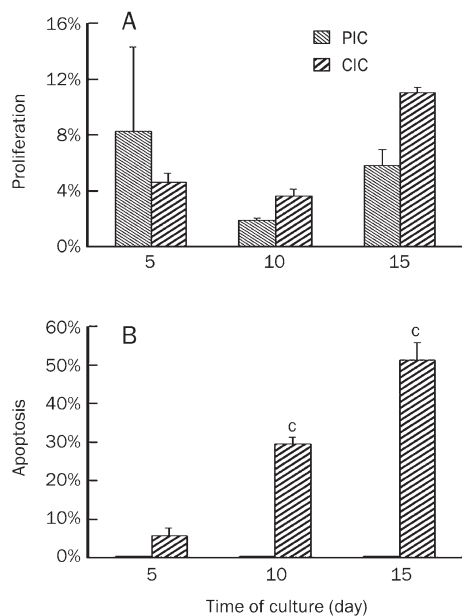 16%
A
PIC
12%
CIC
Proliferation
8%
4%
0%
5
10
15
60%
B
c
50%
40%
Apoptosis
c
30%
20%
10%
0%
5
10
15
Time of culture (day)